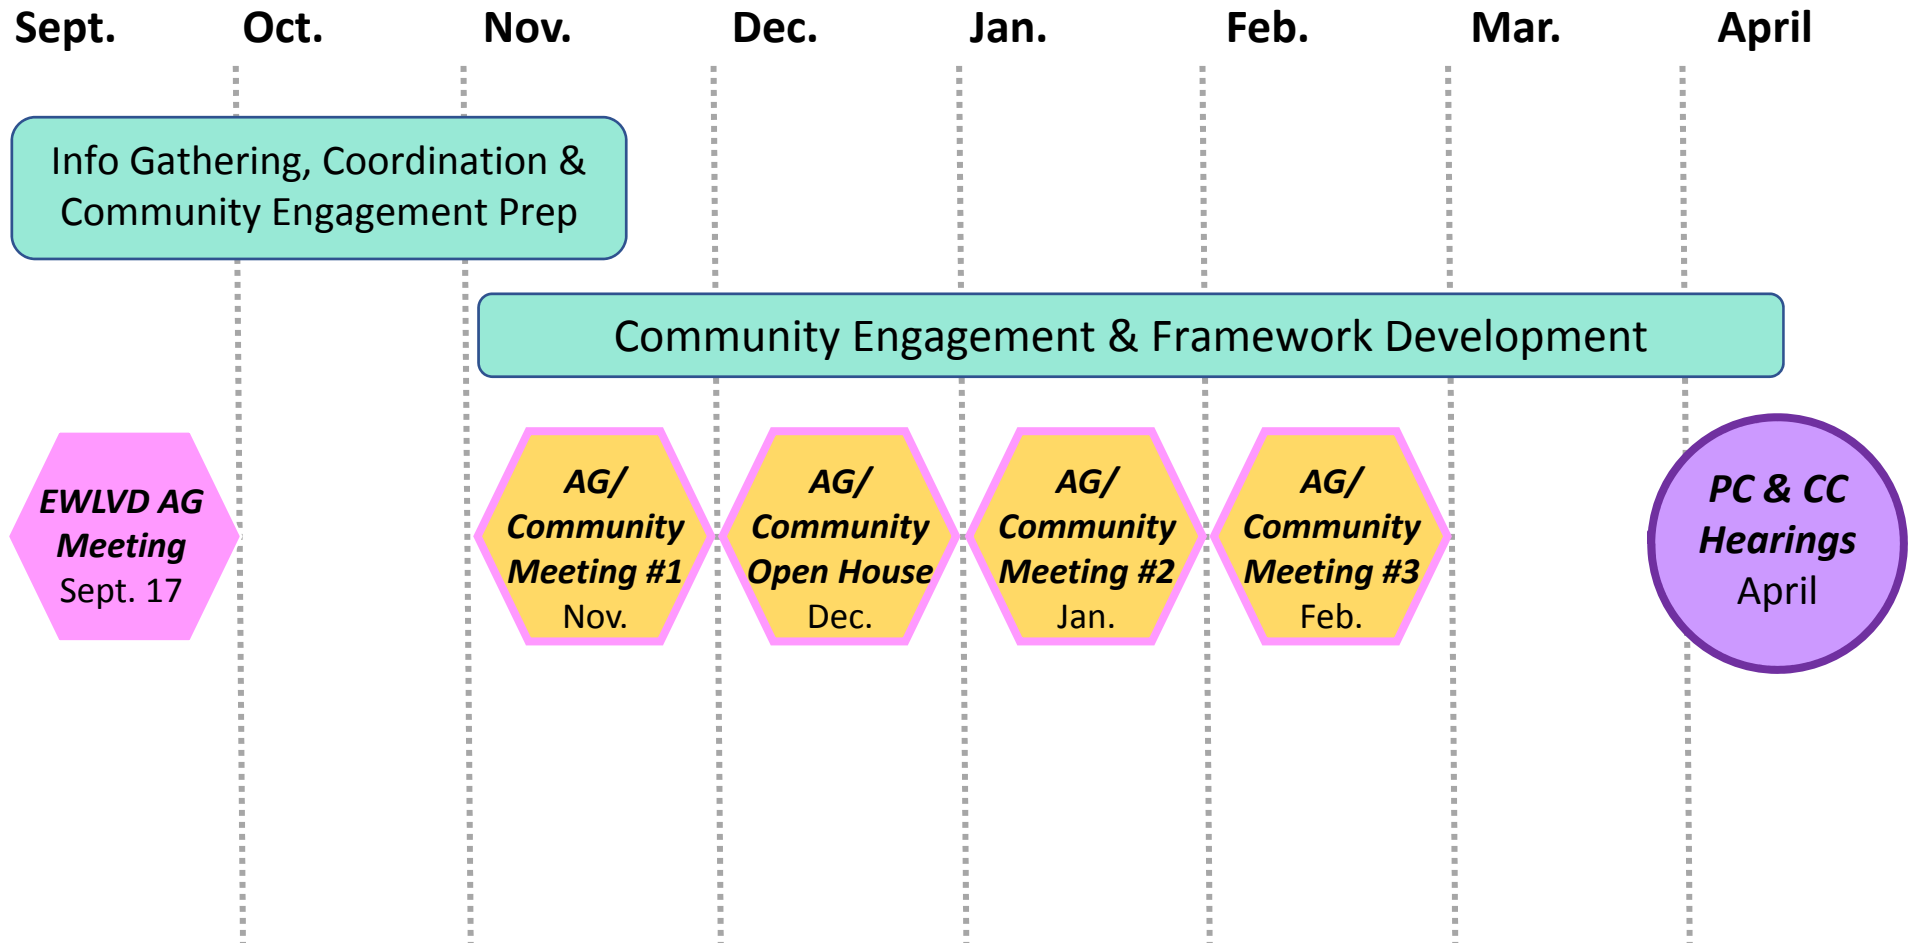 Sept. Oct. Nov. Dec. Jan. Feb. Mar. April
Info Gathering, Coordination &
Community Engagement Prep
Community Engagement & Framework Development
EWLVD AG
Meeting
Sept. 17
AG/
Community
Meeting #1
Nov.
AG/
Community
Open House
Dec.
AG/
Community
Meeting #2
Jan.
AG/
Community
Meeting #3
Feb.
PC & CC
Hearings
April